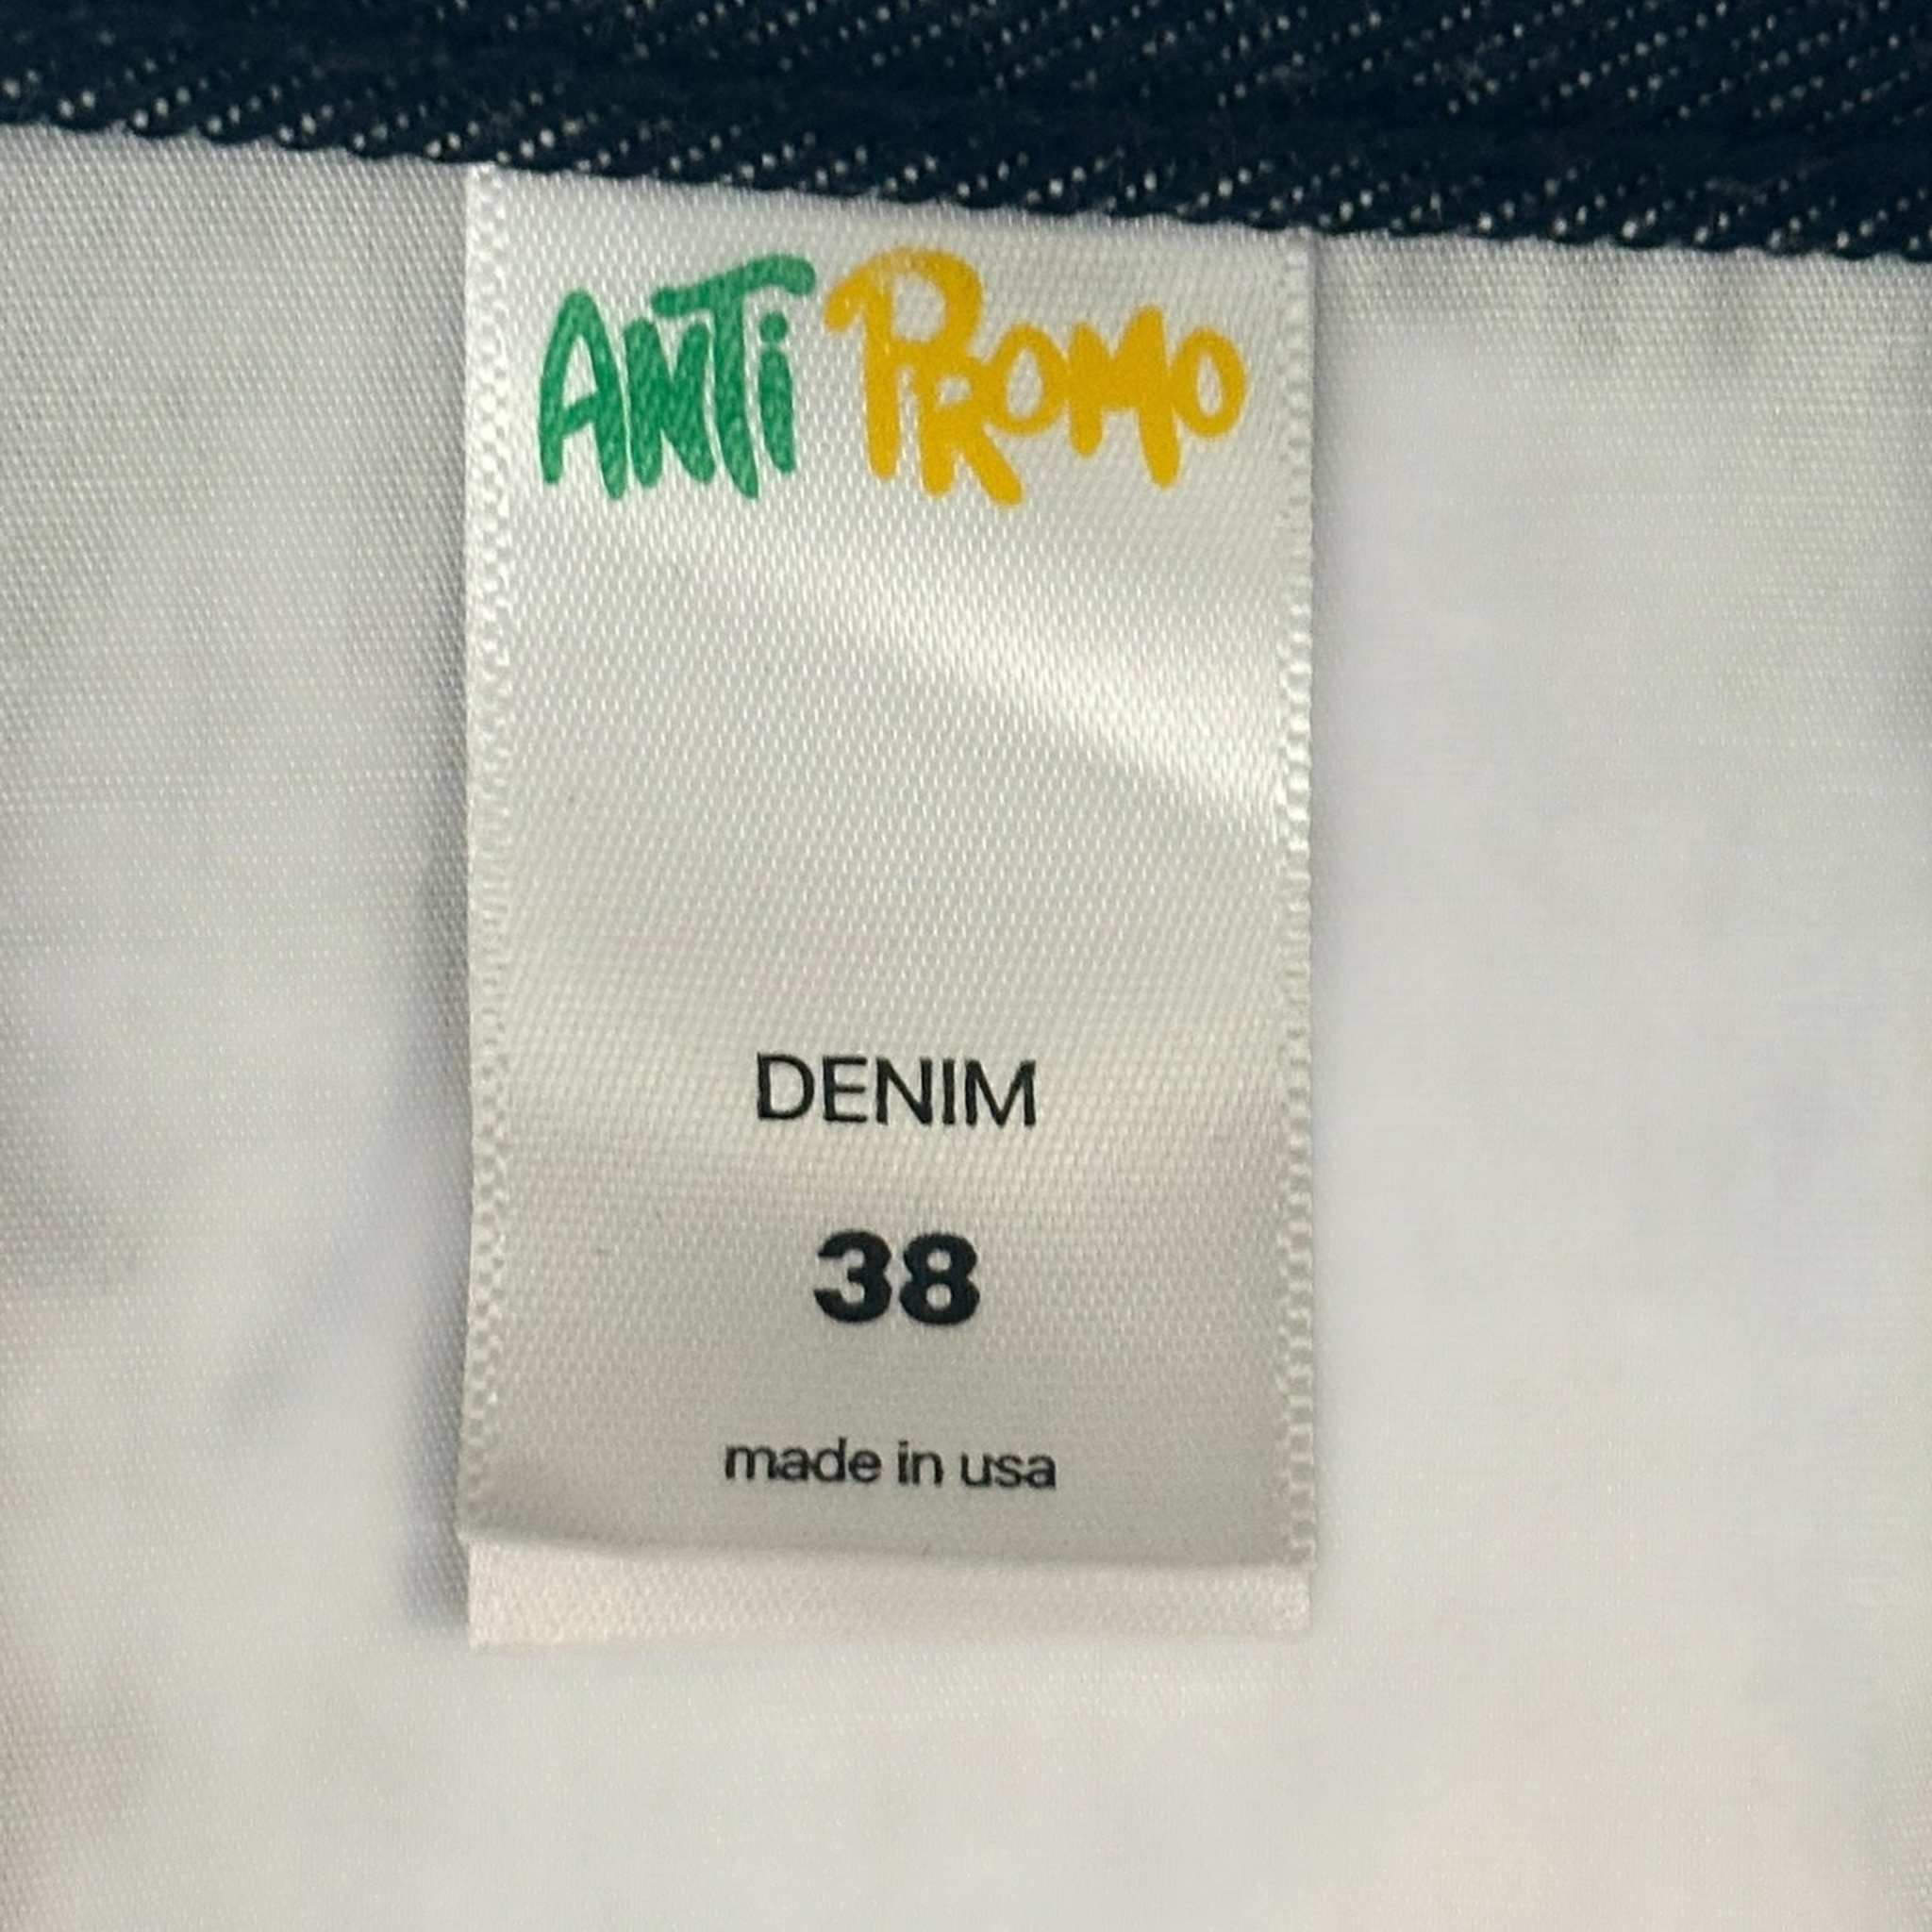 ANTi PROMO
DENIM
38
made in usa